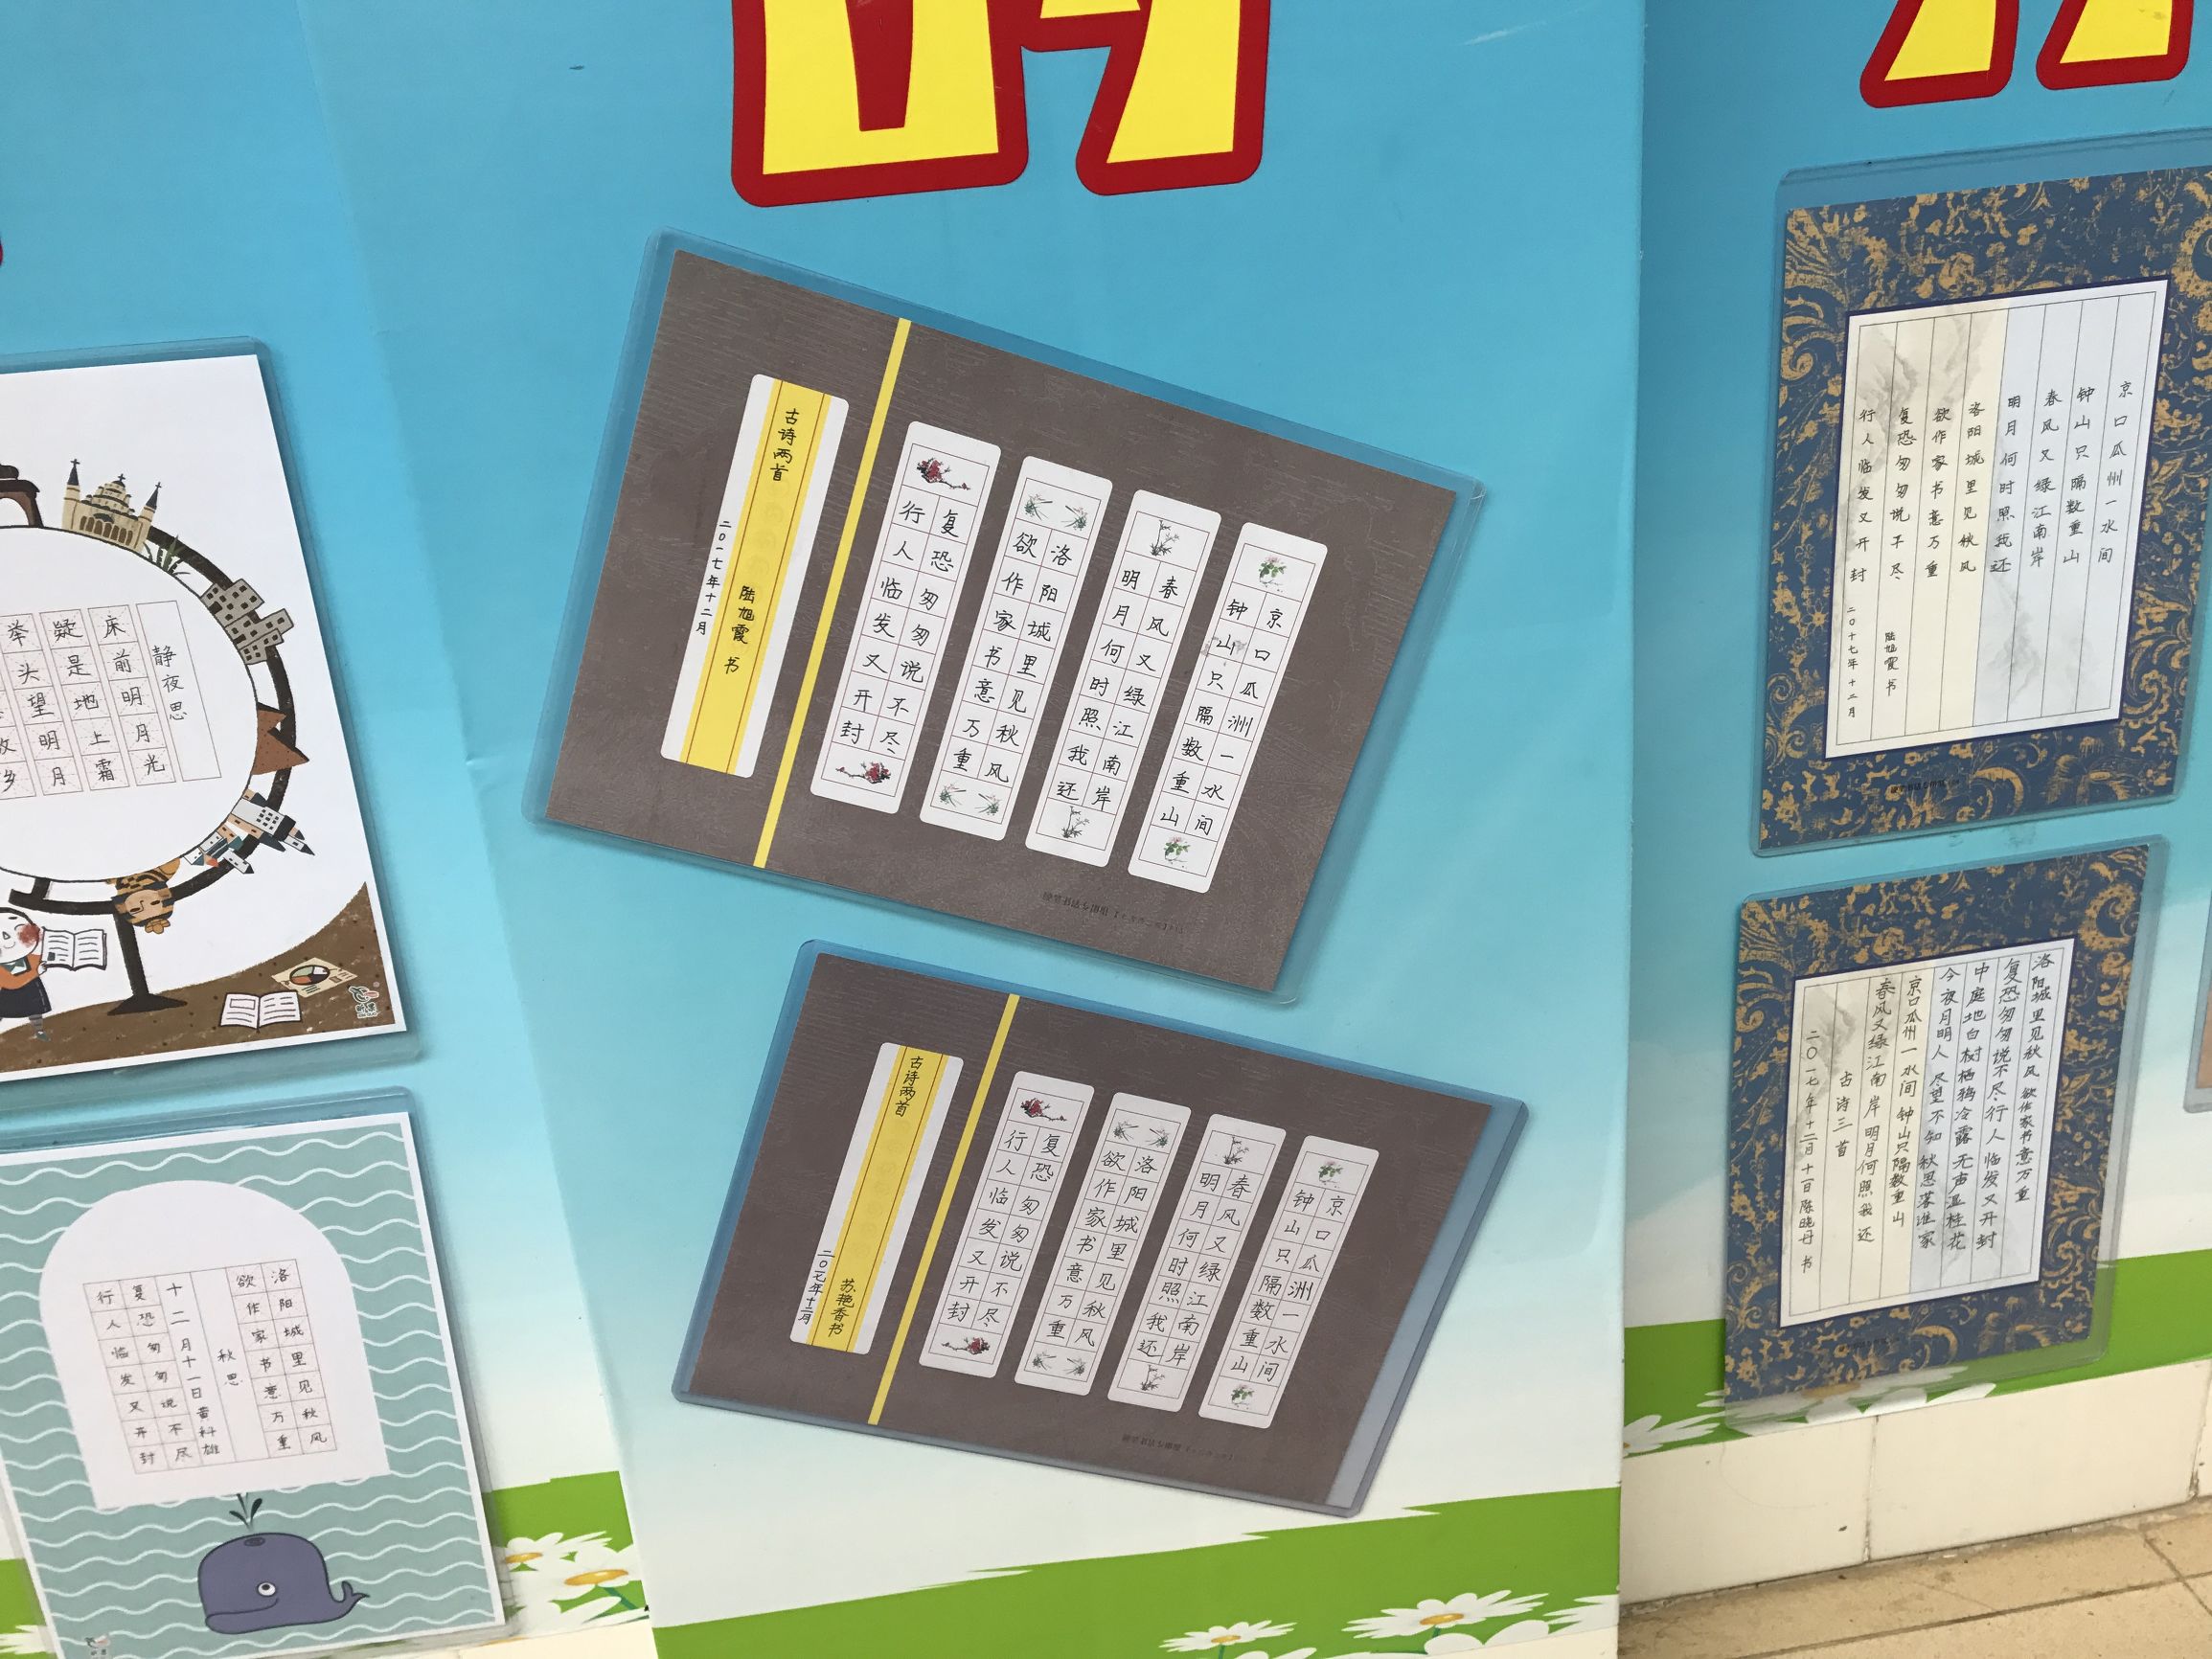 静夜思
床前明月光
疑是地上霜
举头望明月
洛阳城里见秋风
欲作家书意万重
秋思
十二月十一日黄科雄
复恐匆匆说不尽
行人临发又开封
京口瓜洲一水间
钟山只隔数重山
春风又绿江南岸
明月何时照我还
洛阳城里见秋风
欲作家书意万重
复恐匆匆说不尽
行人临发又开封
古诗两首
陆旭霞 书
二〇一七年十二月
京口瓜洲一水间
钟山只隔数重山
春风又绿江南岸
明月何时照我还
洛阳城里见秋风
欲作家书意万重
复恐匆匆说不尽
行人临发又开封
古诗两首
苏艳香书
二〇一七年十二月
京口瓜州一水间
钟山只隔数重山
春风又绿江南岸
明月何时照我还
洛阳城里见秋风
欲作家书意万重
复恐匆匆说不尽
行人临发又开封
陆旭霞 书
二〇十七年十二月
洛阳城里见秋风 欲作家书意万重
复恐匆匆说不尽 行人临发又开封
中庭地白树栖鸦 冷露无声湿桂花
今夜月明人尽望 不知秋思落谁家
京口瓜州一水间 钟山只隔数重山
春风又绿江南岸 明月何照我还
古诗三首
二〇一七年十二月十一日陈晓丹 书